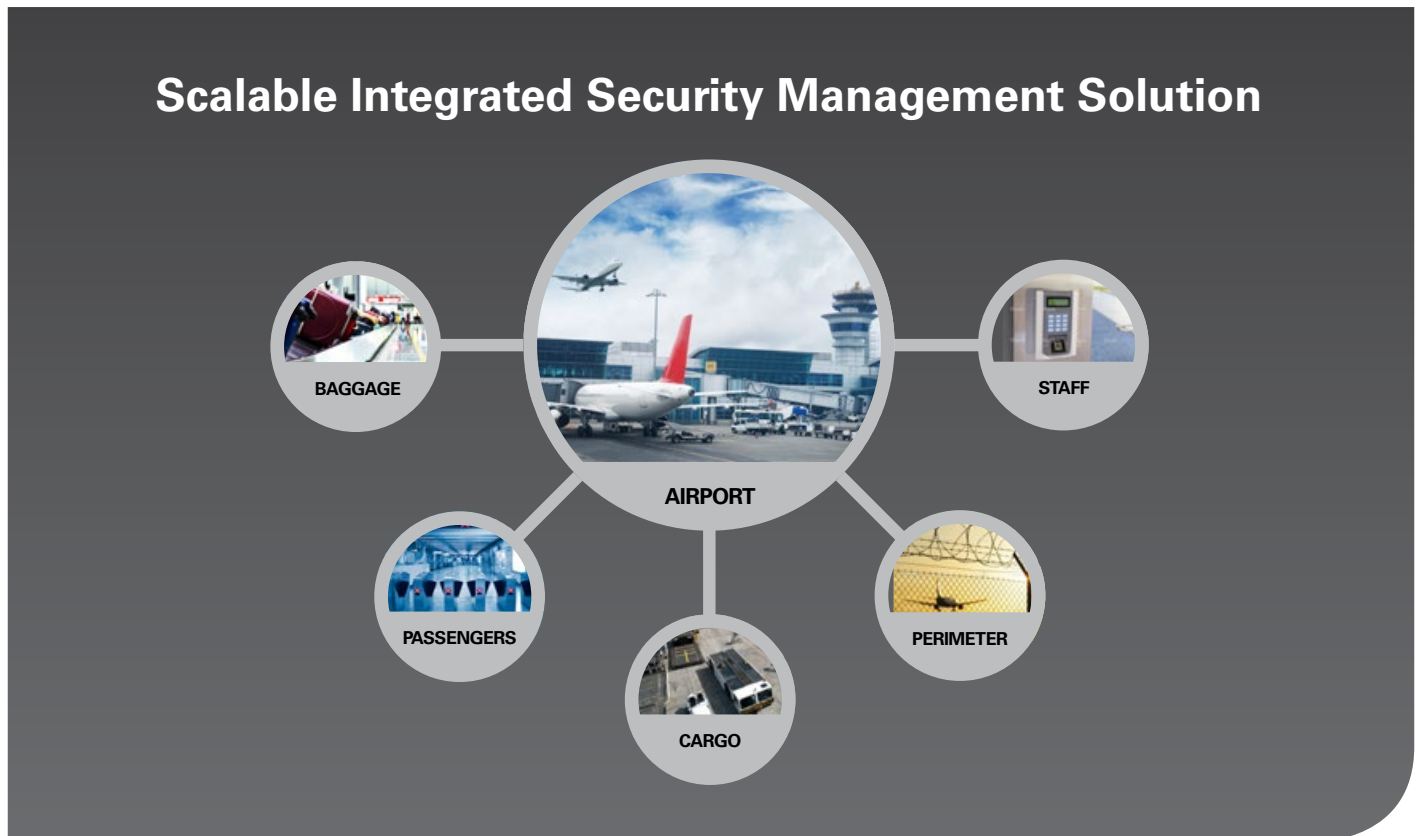 Scalable Integrated Security Management Solution
BAGGAGE
STAFF
AIRPORT
PASSENGERS
PERIMETER
CARGO